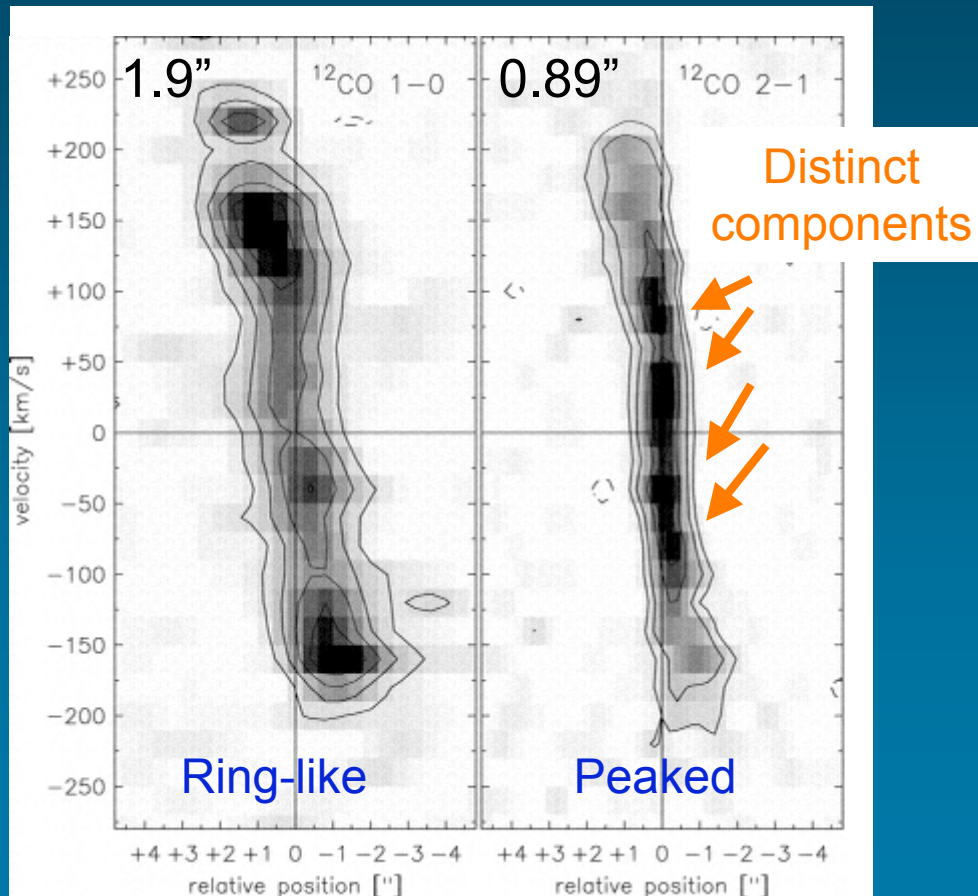 1.9” ¹²CO 1-0
0.89” ¹²CO 2-1
Distinct
components
velocity [km/s]
+250
+200
+150
+100
+50
0
−50
−100
−150
−200
−250
Ring-like
Peaked
+4 +3 +2 +1 0 −1 −2 −3 −4
+4 +3 +2 +1 0 −1 −2 −3 −4
relative position ["]
relative position ["]